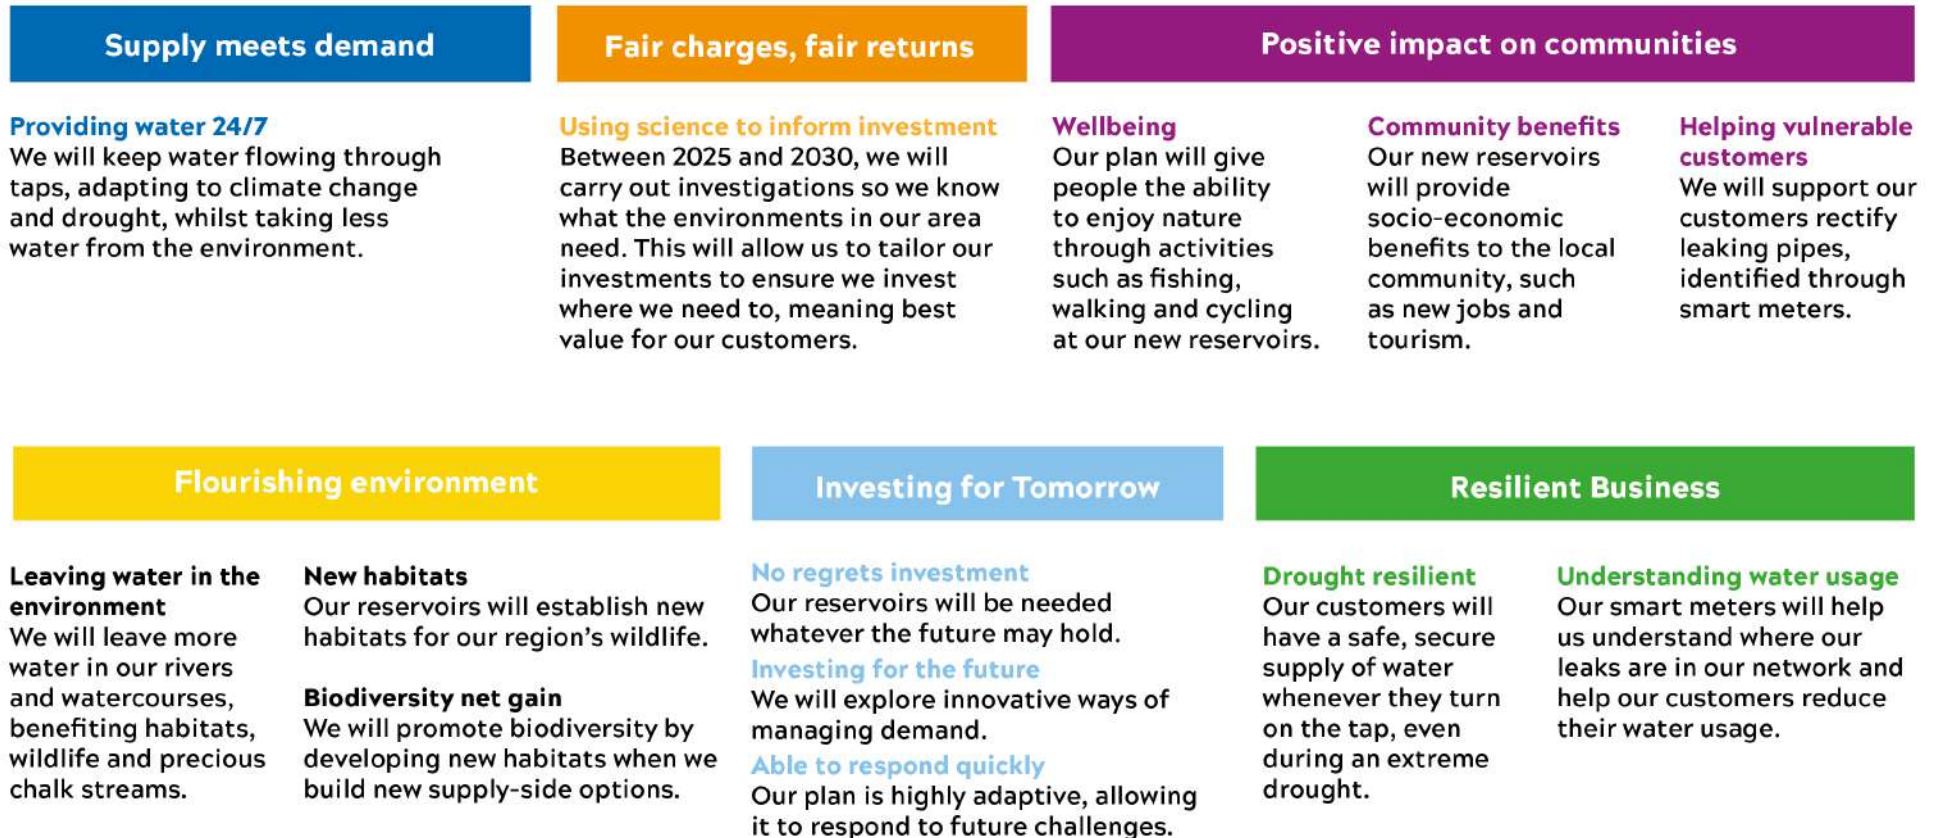 Supply meets demand
Providing water 24/7
We will keep water flowing through
taps, adapting to climate change
and drought, whilst taking less
water from the environment.
Fair charges, fair returns
Using science to inform investment
Between 2025 and 2030, we will
carry out investigations so we know
what the environments in our area
need. This will allow us to tailor our
investments to ensure we invest
where we need to, meaning best
value for our customers.
Positive impact on communities
Wellbeing
Our plan will give
people the ability
to enjoy nature
through activities
such as fishing,
walking and cycling
at our new reservoirs.
Community benefits
Our new reservoirs
will provide
socio-economic
benefits to the local
community, such
as new jobs and
tourism.
Helping vulnerable
customers
We will support our
customers rectify
leaking pipes,
identified through
smart meters.
Flourishing environment
Leaving water in the
environment
We will leave more
water in our rivers
and watercourses,
benefiting habitats,
wildlife and precious
chalk streams.
New habitats
Our reservoirs will establish new
habitats for our region's wildlife.
Biodiversity net gain
We will promote biodiversity by
developing new habitats when we
build new supply-side options.
Investing for Tomorrow
No regrets investment
Our reservoirs will be needed
whatever the future may hold.
Investing for the future
We will explore innovative ways of
managing demand.
Able to respond quickly
Our plan is highly adaptive, allowing
it to respond to future challenges.
Resilient Business
Drought resilient
Our customers will
have a safe, secure
supply of water
whenever they turn
on the tap, even
during an extreme
drought.
Understanding water usage
Our smart meters will help
us understand where our
leaks are in our network and
help our customers reduce
their water usage.